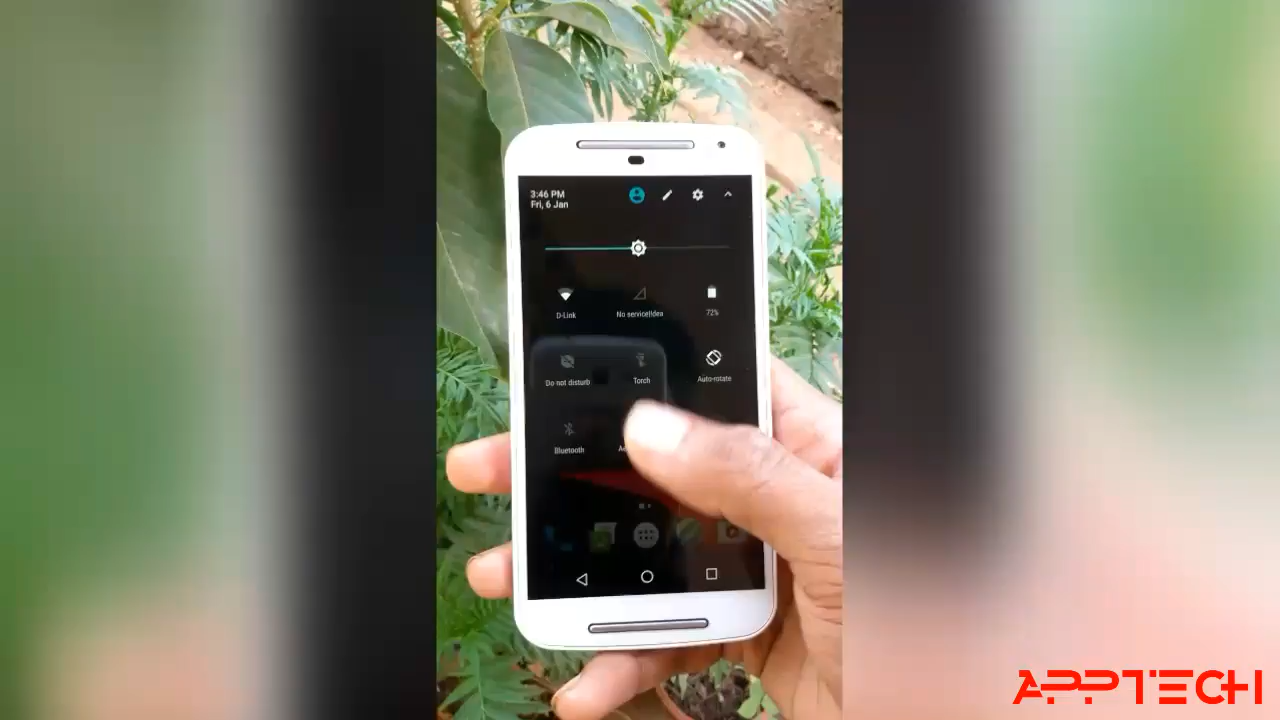 3:46 PM
Fri, 6 Jan
D-Link
No service!Idea
72%
Do not disturb
Torch
Auto-rotate
Bluetooth
APPTECH